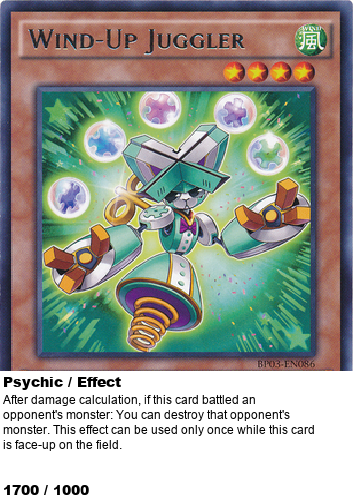 WIND-UP JUGGLER
WIND
風
BP03-EN086
Psychic / Effect
After damage calculation, if this card battled an
opponent's monster: You can destroy that opponent's
monster. This effect can be used only once while this card
is face-up on the field.
1700 / 1000